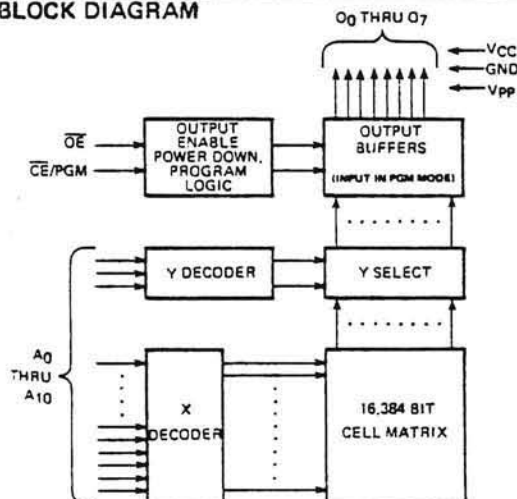 BLOCK DIAGRAM
O0 THRU O7
VCC
GND
VPP
OE
CE/PGM
OUTPUT
ENABLE
POWER DOWN,
PROGRAM
LOGIC
OUTPUT
BUFFERS
(INPUT IN PGM MODE)
Y DECODER
Y SELECT
A0
THRU
A10
X
DECODER
16,384 BIT
CELL MATRIX